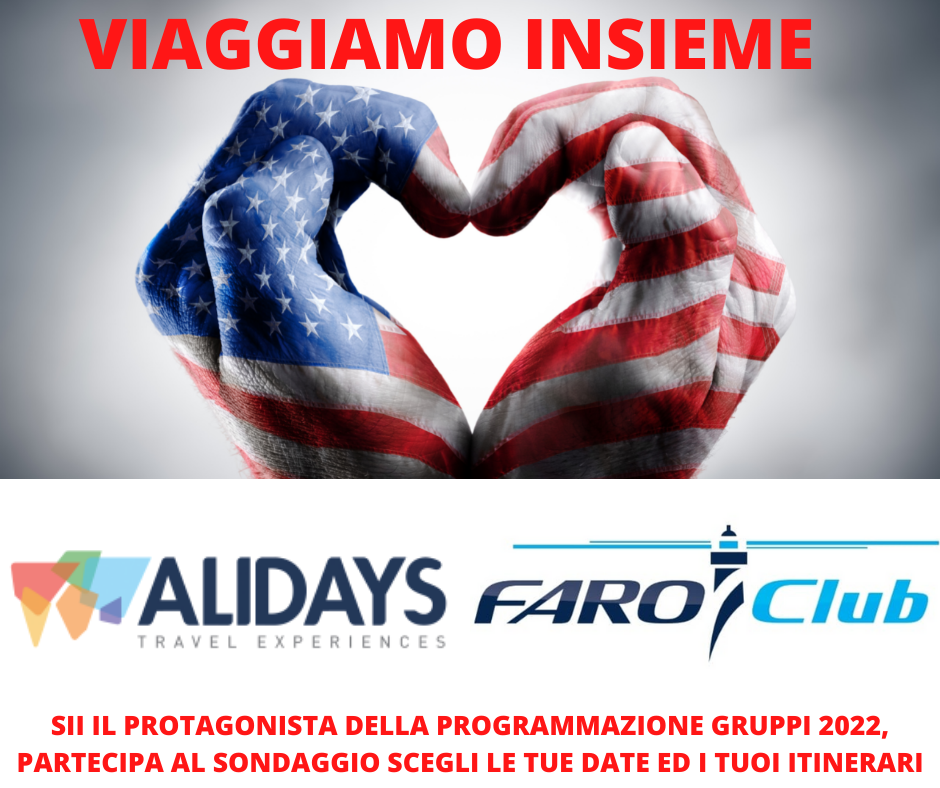 VIAGGIAMO INSIEME
ALIDAYS
TRAVEL EXPERIENCES
FARO Club
SII IL PROTAGONISTA DELLA PROGRAMMAZIONE GRUPPI 2022,
PARTECIPA AL SONDAGGIO SCEGLI LE TUE DATE ED I TUOI ITINERARI